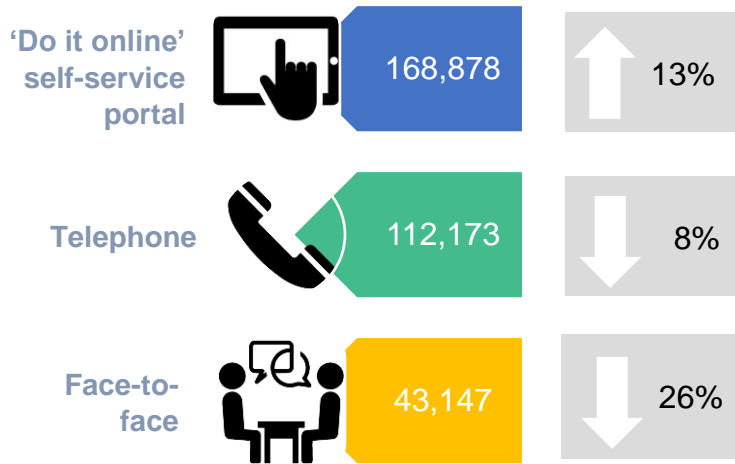 ‘Do it online’
self-service
portal
168,878
13%
Telephone
112,173
8%
Face-to-
face
43,147
26%